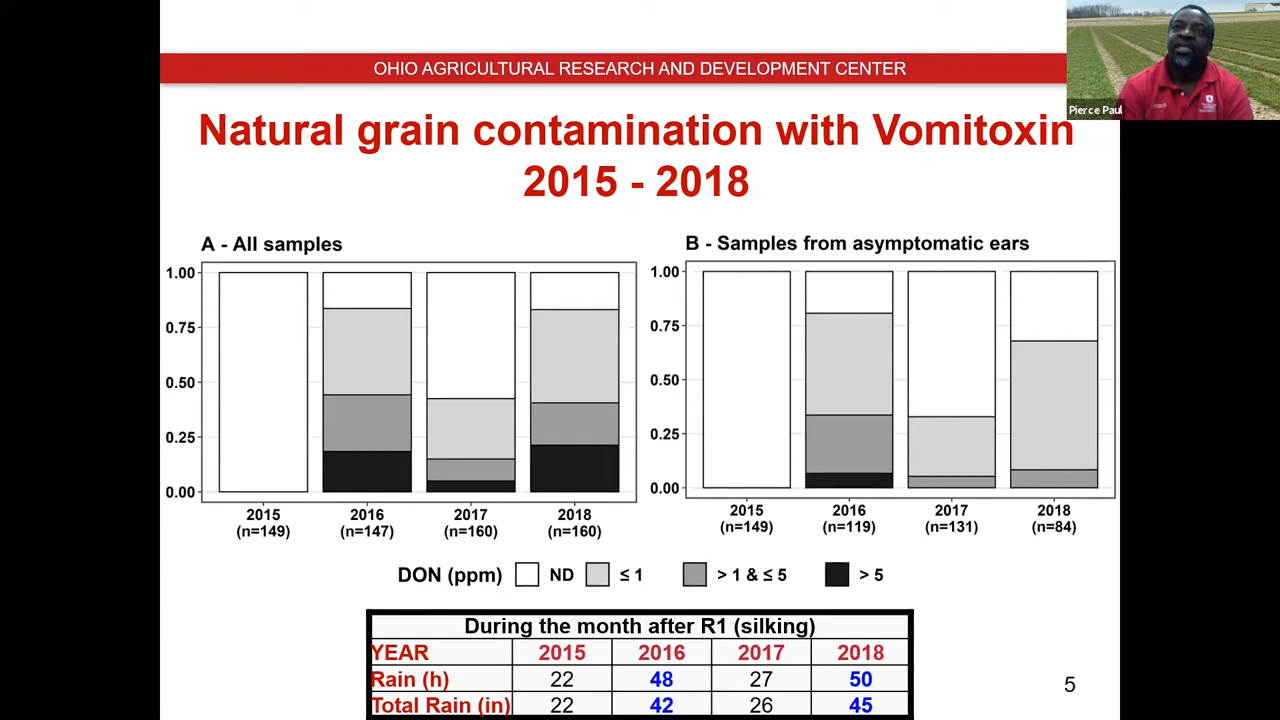 OHIO AGRICULTURAL RESEARCH AND DEVELOPMENT CENTER
Pierce Paul
Natural grain contamination with Vomitoxin
2015 - 2018
A - All samples
1.00
0.75
0.50
0.25
0.00
2015 2016 2017 2018
(n=149) (n=147) (n=160) (n=160)
B - Samples from asymptomatic ears
1.00
0.75
0.50
0.25
0.00
2015 2016 2017 2018
(n=149) (n=119) (n=131) (n=84)
DON (ppm) ND ≤ 1 > 1 & ≤ 5 > 5
During the month after R1 (silking)
YEAR 2015 2016 2017 2018
Rain (h) 22 48 27 50
Total Rain (in) 22 42 26 45
5